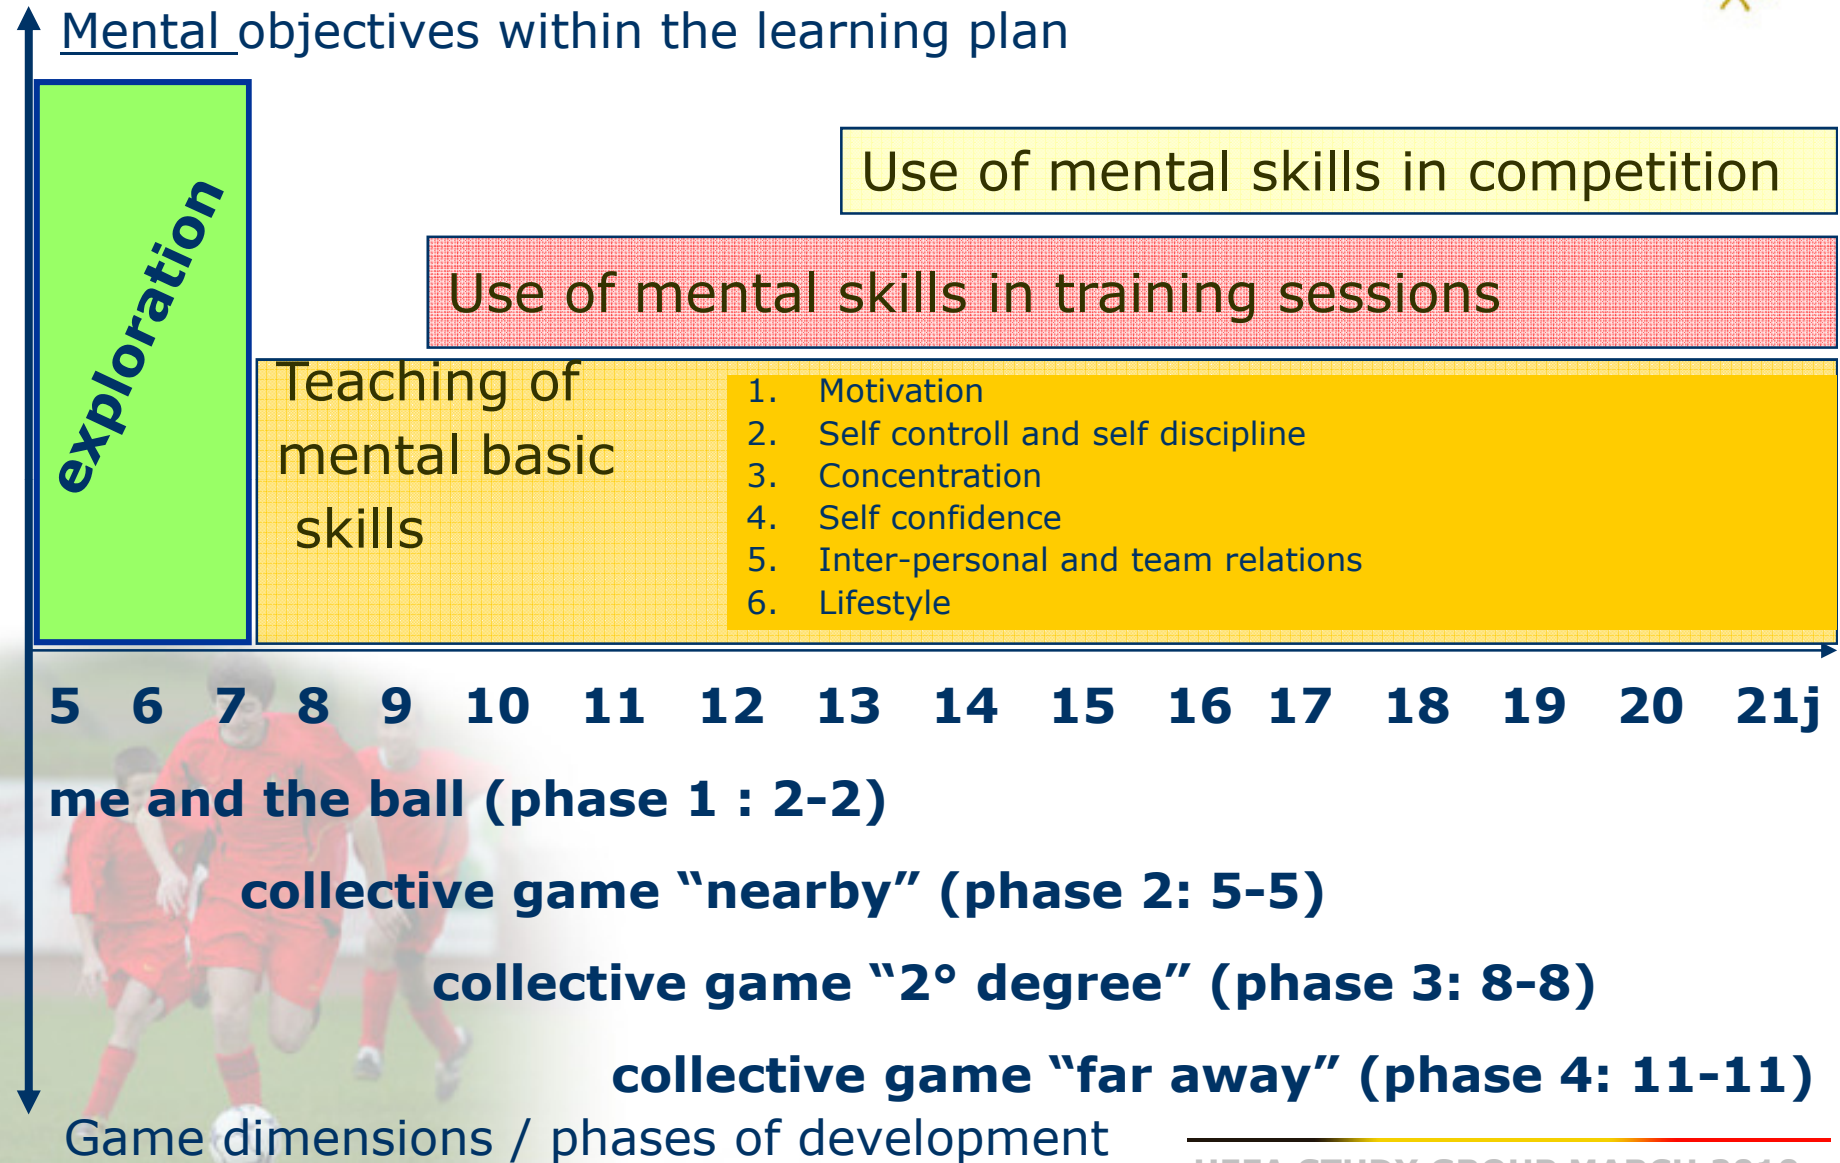 Mental objectives within the learning plan
exploration
Use of mental skills in competition
Use of mental skills in training sessions
Teaching of
mental basic
skills
1. Motivation
2. Self controll and self discipline
3. Concentration
4. Self confidence
5. Inter-personal and team relations
6. Lifestyle
5 6 7 8 9 10 11 12 13 14 15 16 17 18 19 20 21j
me and the ball (phase 1 : 2-2)
collective game “nearby” (phase 2: 5-5)
collective game “2° degree” (phase 3: 8-8)
collective game “far away” (phase 4: 11-11)
Game dimensions / phases of development
UEFA STUDY GROUP MARCH